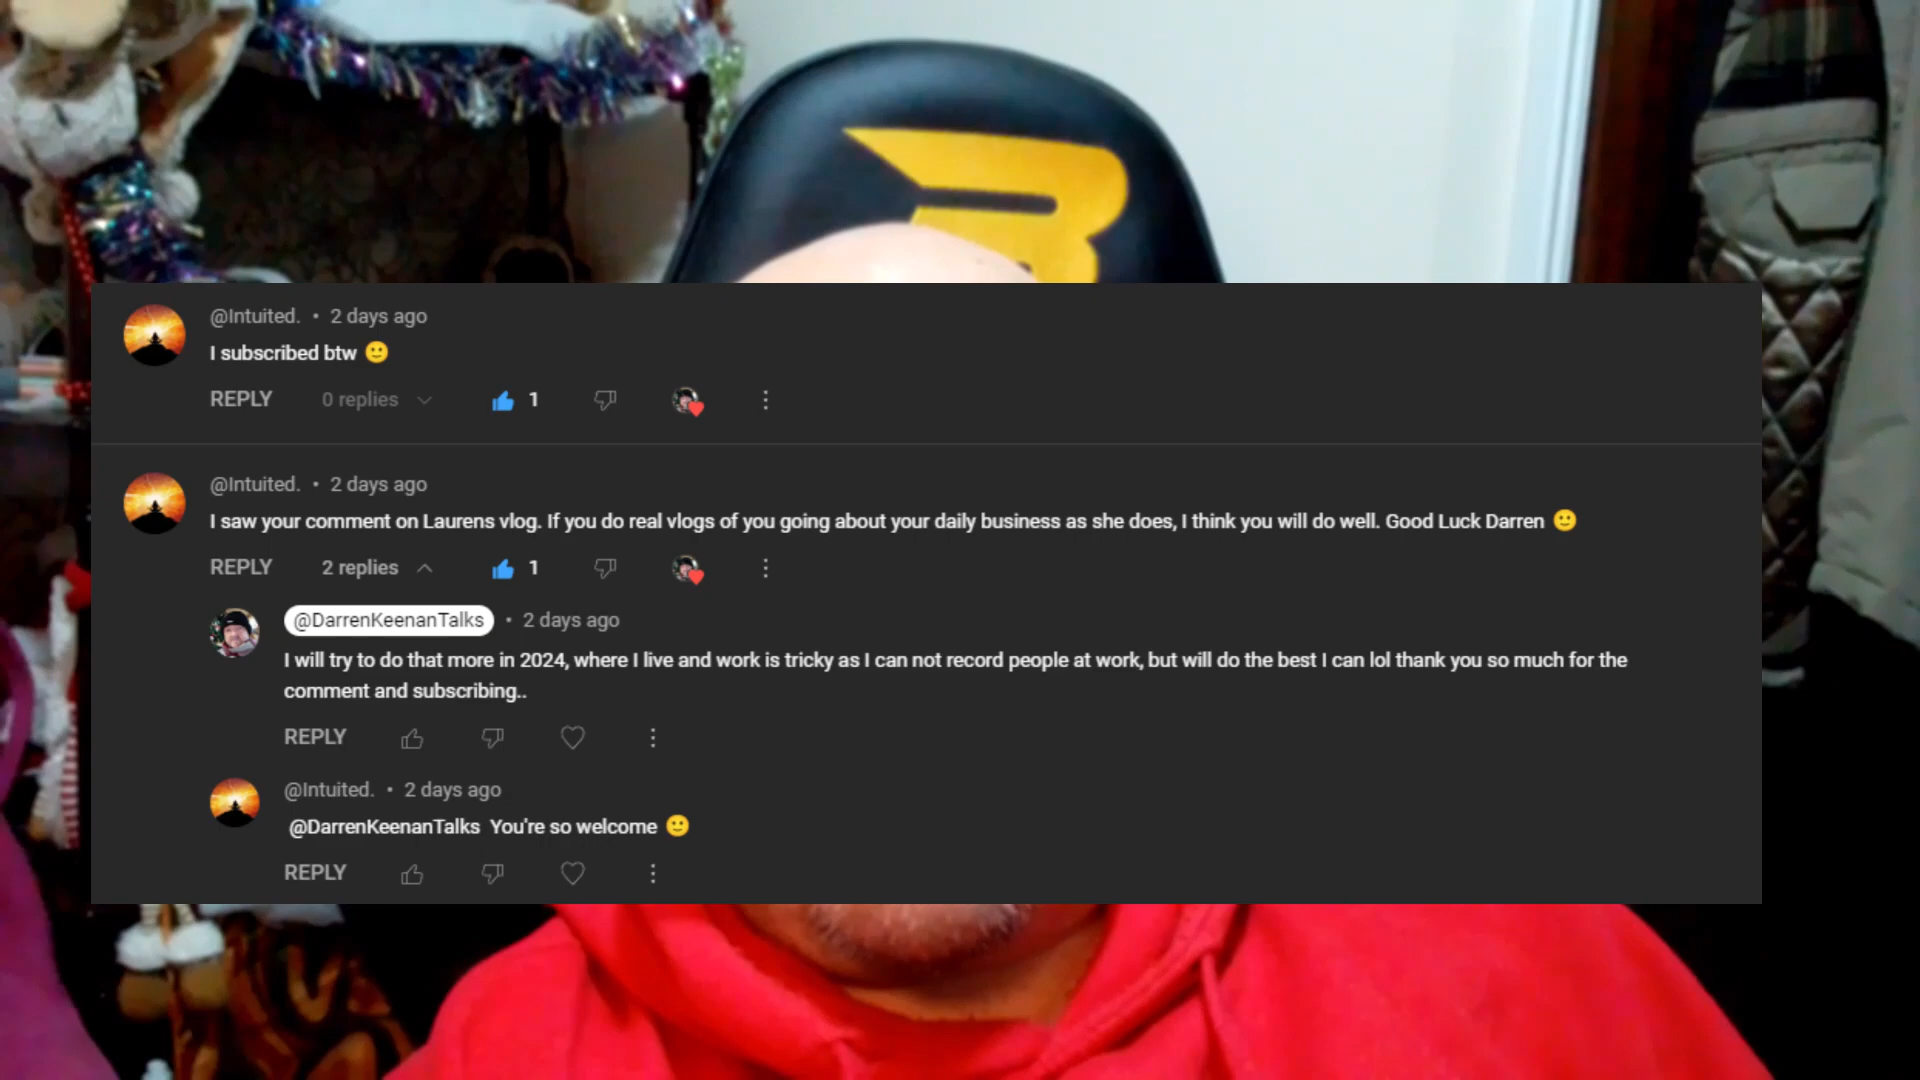 @Intuited. • 2 days ago
I subscribed btw 🙂
REPLY 0 replies 1
@Intuited. • 2 days ago
I saw your comment on Laurens vlog. If you do real vlogs of you going about your daily business as she does, I think you will do well. Good Luck Darren 🙂
REPLY 2 replies 1
@DarrenKeenanTalks • 2 days ago
I will try to do that more in 2024, where I live and work is tricky as I can not record people at work, but will do the best I can lol thank you so much for the
comment and subscribing..
REPLY
@Intuited. • 2 days ago
@DarrenKeenanTalks You're so welcome 🙂
REPLY